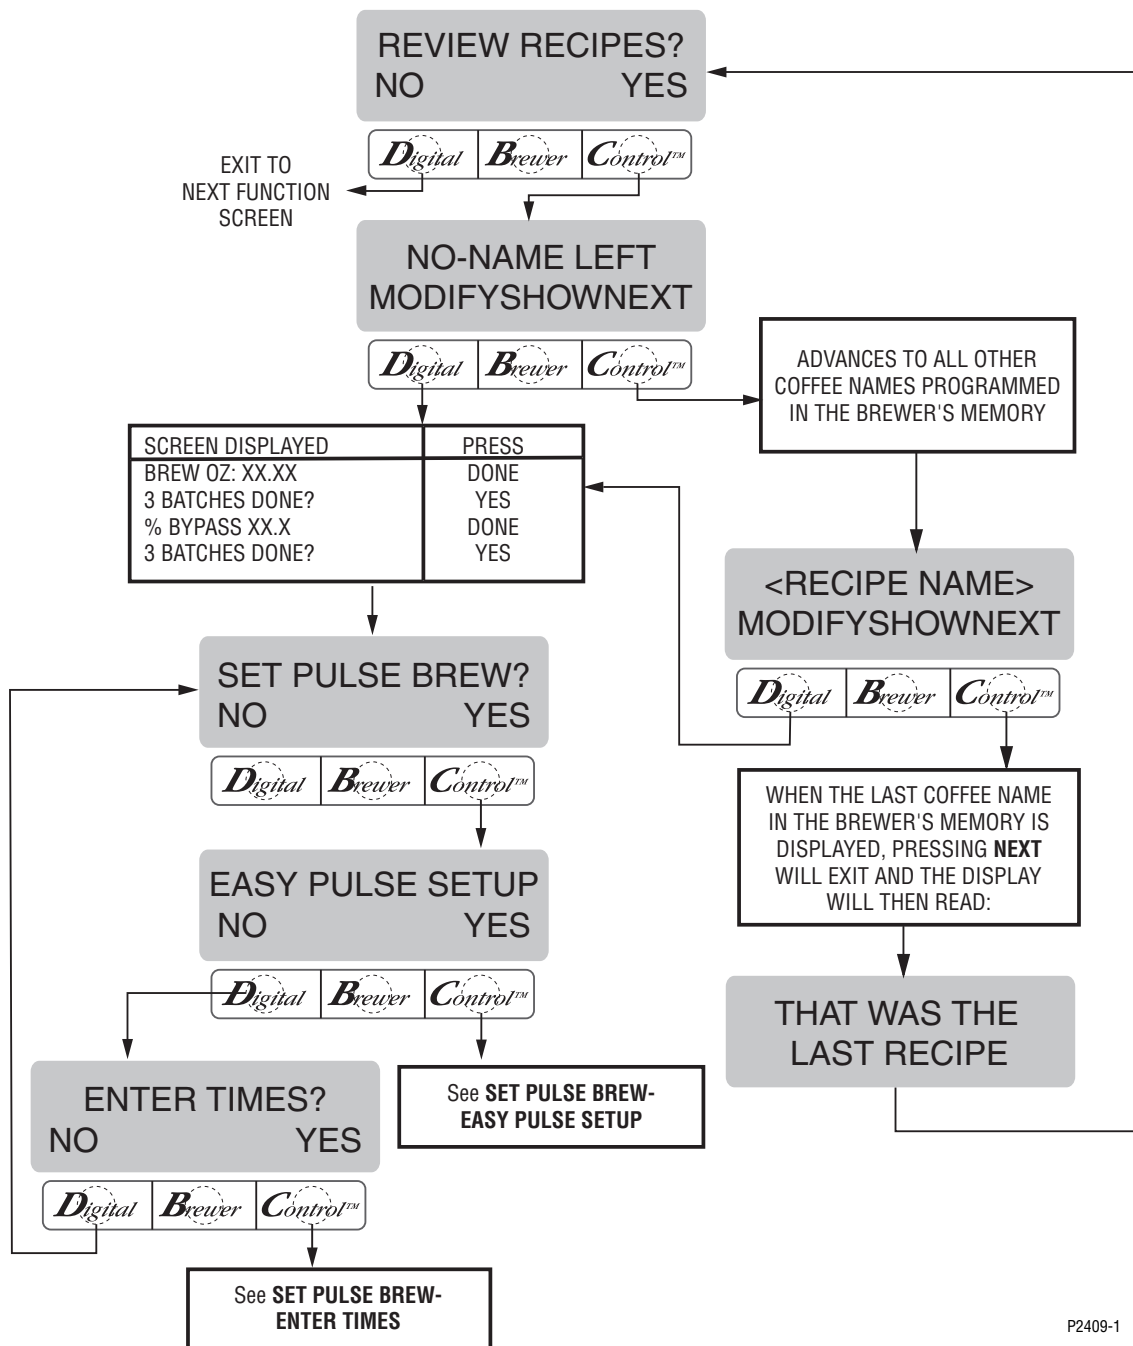 REVIEW RECIPES?
NO YES
Digital Brewer Control™
EXIT TO
NEXT FUNCTION
SCREEN
NO-NAME LEFT
MODIFYSHOWNEXT
Digital Brewer Control™
ADVANCES TO ALL OTHER
COFFEE NAMES PROGRAMMED
IN THE BREWER'S MEMORY
SCREEN DISPLAYED PRESS
BREW OZ: XX.XX DONE
3 BATCHES DONE? YES
% BYPASS XX.X DONE
3 BATCHES DONE? YES
<RECIPE NAME>
MODIFYSHOWNEXT
Digital Brewer Control™
SET PULSE BREW?
NO YES
Digital Brewer Control™
WHEN THE LAST COFFEE NAME
IN THE BREWER'S MEMORY IS
DISPLAYED, PRESSING NEXT
WILL EXIT AND THE DISPLAY
WILL THEN READ:
EASY PULSE SETUP
NO YES
Digital Brewer Control™
THAT WAS THE
LAST RECIPE
ENTER TIMES?
NO YES
Digital Brewer Control™
See SET PULSE BREW-
EASY PULSE SETUP
See SET PULSE BREW-
ENTER TIMES
P2409-1